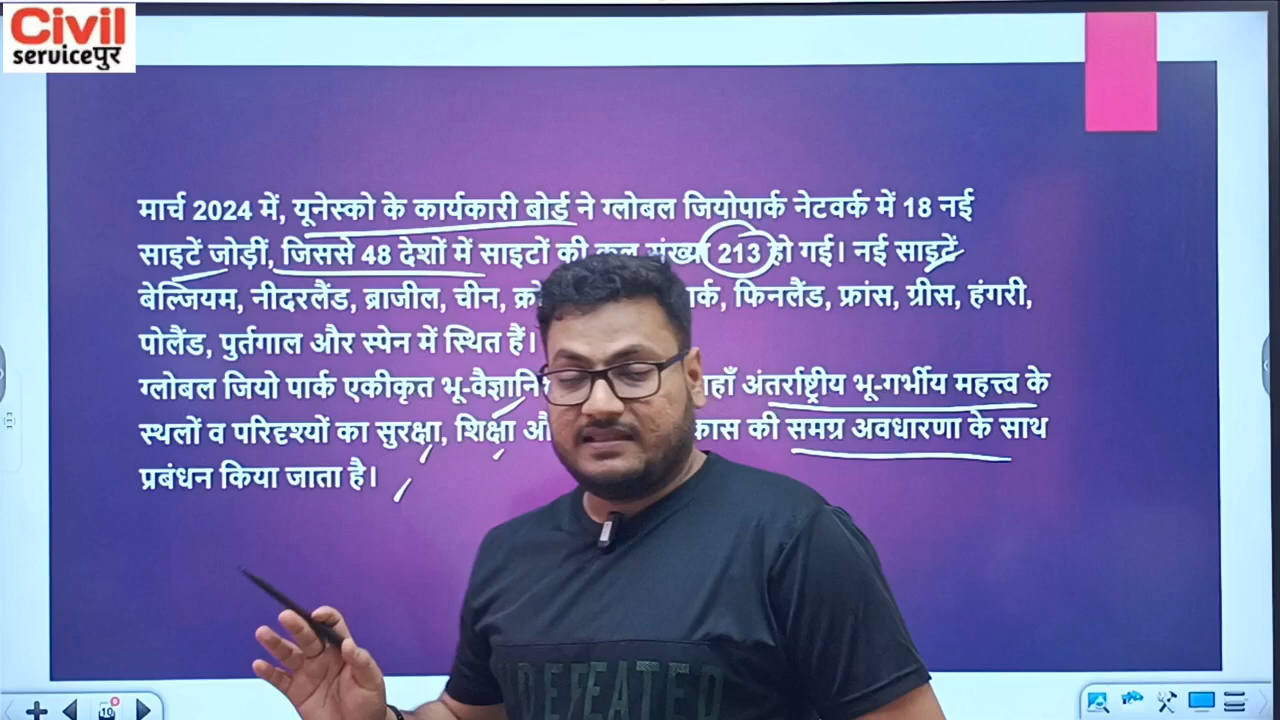 Civil
serviceपुर
मार्च 2024 में, यूनेस्को के कार्यकारी बोर्ड ने ग्लोबल जियोपार्क नेटवर्क में 18 नई
साइटें जोड़ीं, जिससे 48 देशों में साइटों की कुल संख्या 213 हो गई। नई साइटें
बेल्जियम, नीदरलैंड, ब्राजील, चीन, फिनलैंड, फ्रांस, ग्रीस, हंगरी,
पोलैंड, पुर्तगाल और स्पेन में स्थित हैं।
ग्लोबल जियो पार्क एकीकृत अंतर्राष्ट्रीय भू-गर्भीय महत्त्व के
स्थलों व परिदृश्यों का सुरक्षा, शिक्षा की समग्र अवधारणा के साथ
प्रबंधन किया जाता है।
DEFEATED
10